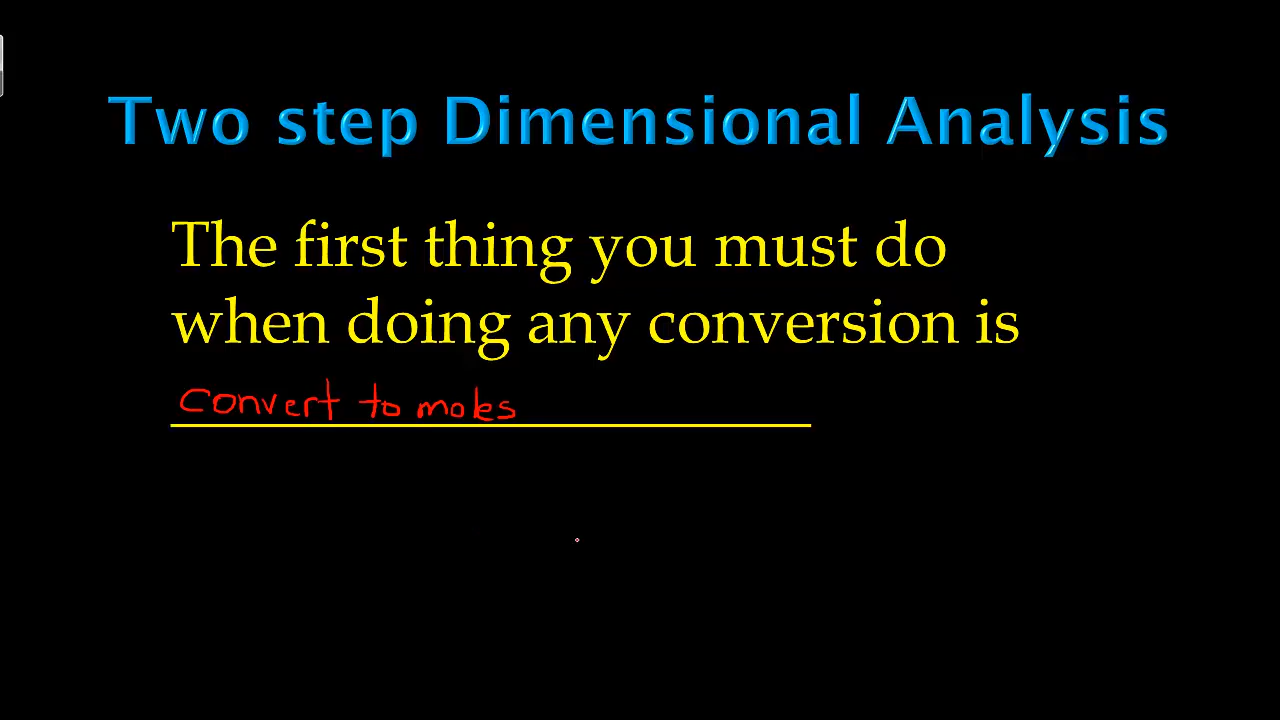 Two step Dimensional Analysis
The first thing you must do
when doing any conversion is
convert to moles